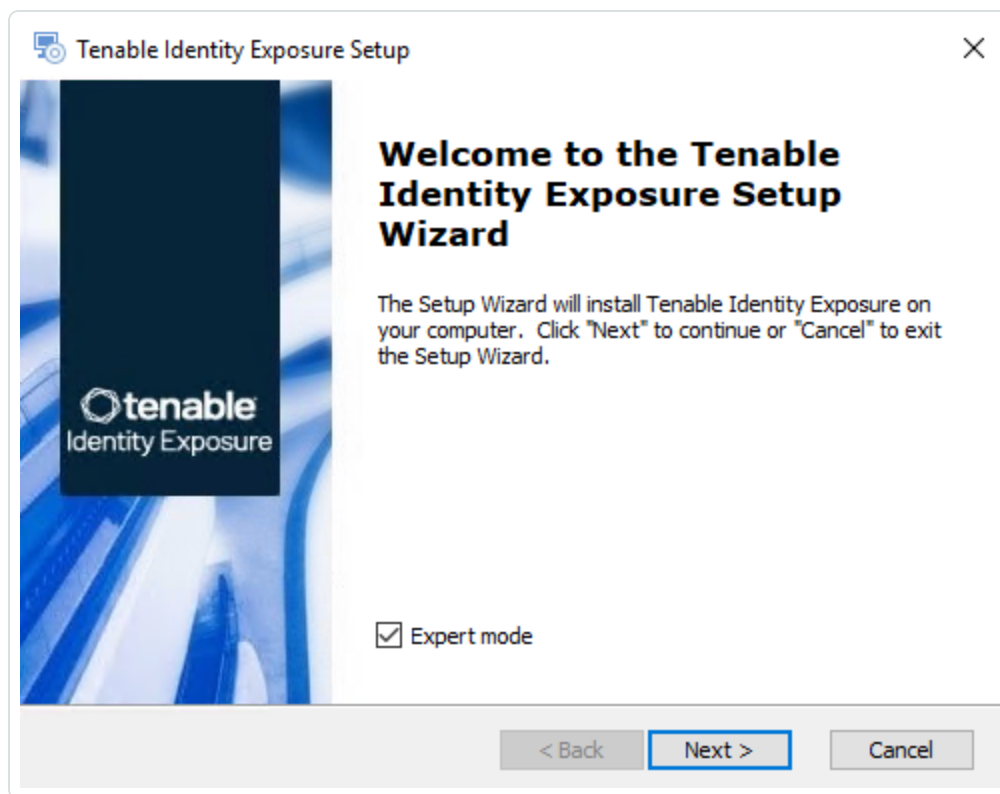 Tenable Identity Exposure Setup
Welcome to the Tenable
Identity Exposure Setup
Wizard
The Setup Wizard will install Tenable Identity Exposure on
your computer.  Click "Next" to continue or "Cancel" to exit
the Setup Wizard.
tenable
Identity Exposure
Expert mode
< Back
Next >
Cancel